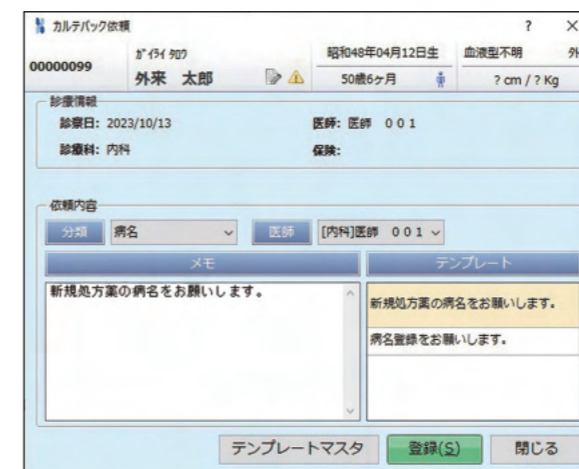 カルテバック依頼 ? ×
ガイライ タロウ 昭和48年04月12日生 血液型不明 外
00000099
外来 太郎 50歳6ヶ月 ? cm / ? Kg
診療情報
診察日: 2023/10/13 医師: 医師 001
診療科: 内科 保険:
依頼内容
分類 病名 医師 [内科]医師 001
メモ テンプレート
新規処方薬の病名をお願いします。
新規処方薬の病名をお願いします。
病名登録をお願いします。
テンプレートマスタ 登録(S) 閉じる